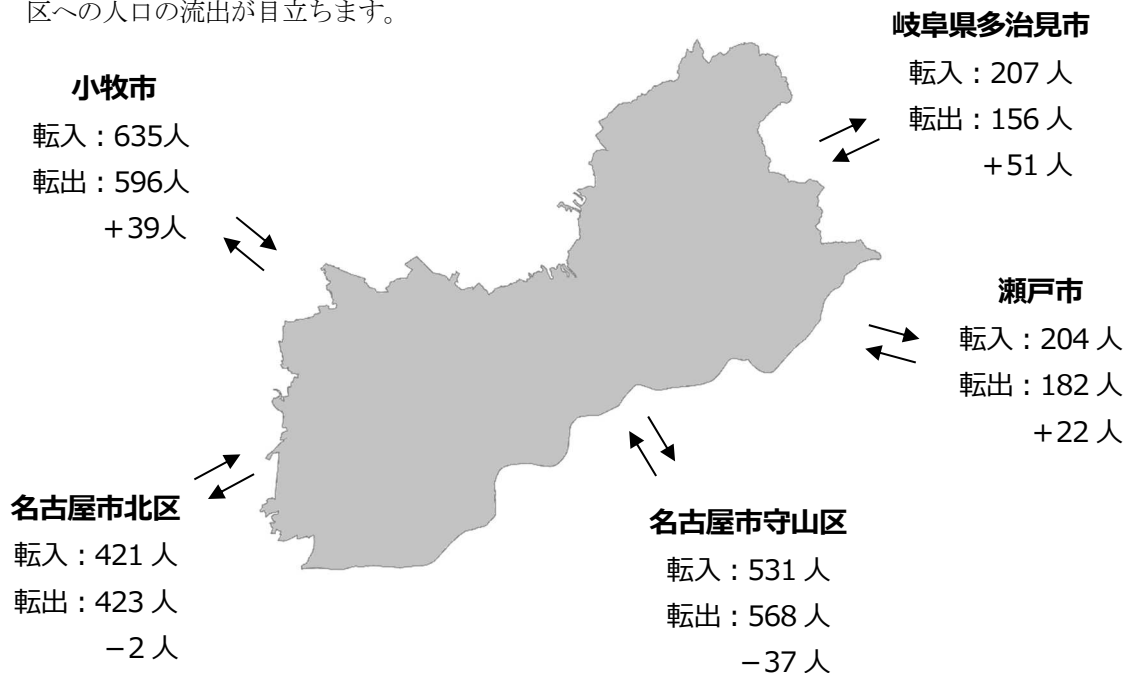 区への人口の流出が目立ちます。
岐阜県多治見市
転入：207 人
転出：156 人
＋51 人
小牧市
転入：635人
転出：596人
＋39人
瀬戸市
転入：204 人
転出：182 人
＋22 人
名古屋市北区
転入：421 人
転出：423 人
－2 人
名古屋市守山区
転入：531 人
転出：568 人
－37 人